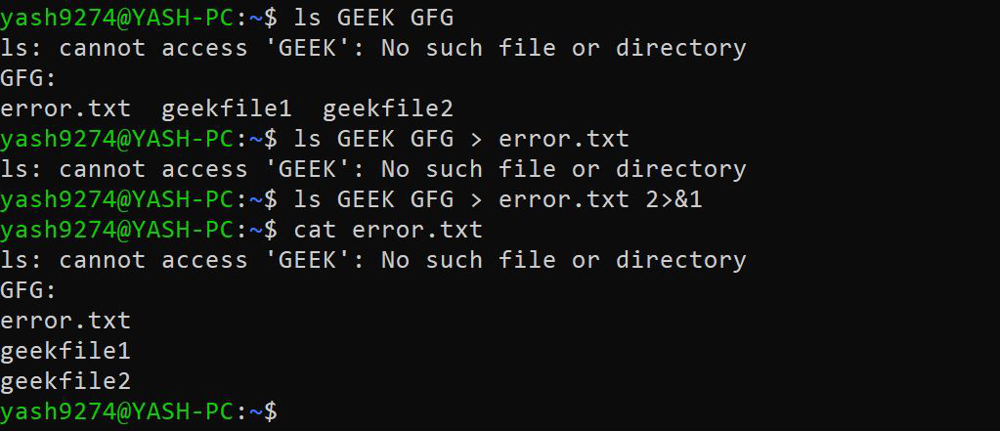 yash9274@YASH-PC:~$ ls GEEK GFG
ls: cannot access 'GEEK': No such file or directory
GFG:
error.txt  geekfile1  geekfile2
yash9274@YASH-PC:~$ ls GEEK GFG > error.txt
ls: cannot access 'GEEK': No such file or directory
yash9274@YASH-PC:~$ ls GEEK GFG > error.txt 2>&1
yash9274@YASH-PC:~$ cat error.txt
ls: cannot access 'GEEK': No such file or directory
GFG:
error.txt
geekfile1
geekfile2
yash9274@YASH-PC:~$